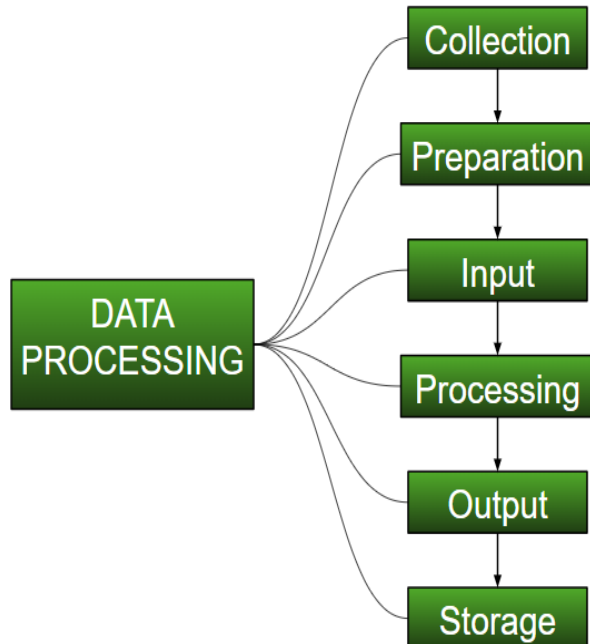 Collection
Preparation
Input
DATA
PROCESSING
Processing
Output
Storage